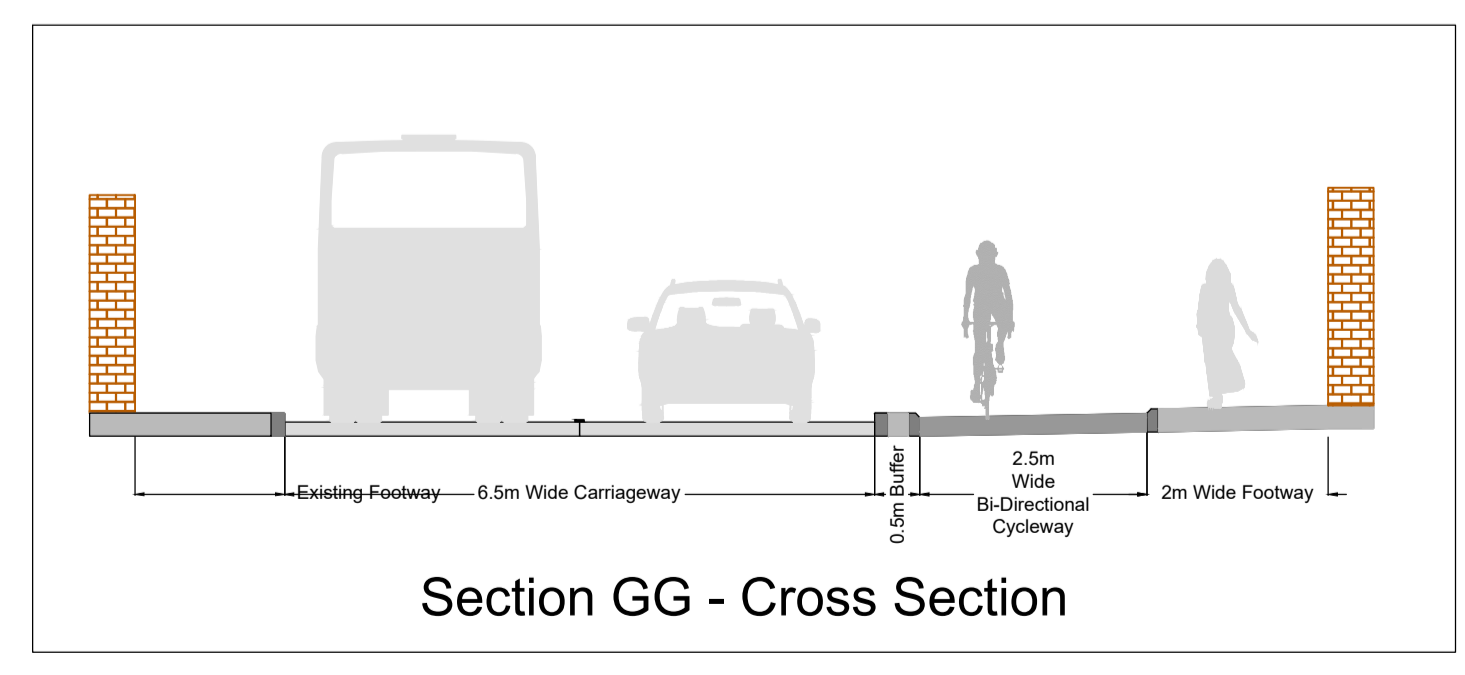 Existing Footway
6.5m Wide Carriageway
0.5m Buffer
2.5m
Wide
Bi-Directional
Cycleway
2m Wide Footway
Section GG - Cross Section